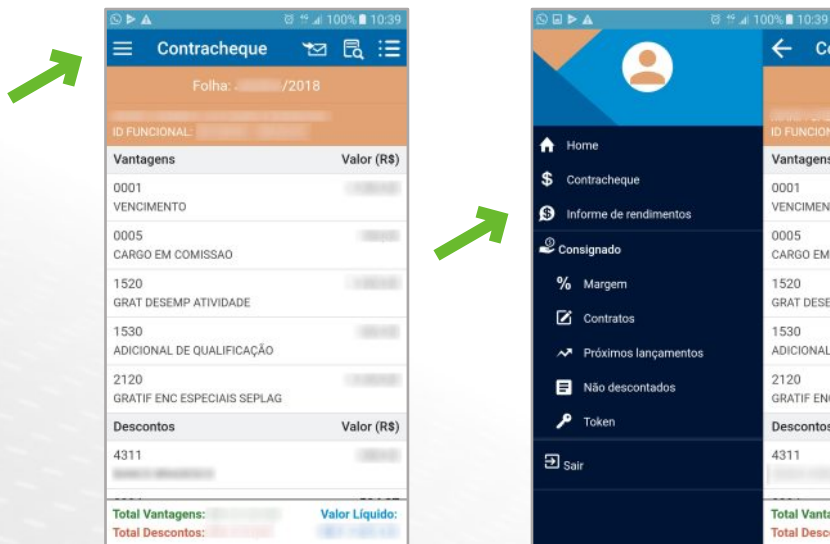 100% 10:39
Contracheque
Folha: /2018
ID FUNCIONAL:
Vantagens Valor (R$)
0001
VENCIMENTO
0005
CARGO EM COMISSAO
1520
GRAT DESEMP ATIVIDADE
1530
ADICIONAL DE QUALIFICAÇÃO
2120
GRATIF ENC ESPECIAIS SEPLAG
Descontos Valor (R$)
4311
Total Vantagens: Valor Líquido:
Total Descontos:
100% 10:39
Home
Contracheque
Informe de rendimentos
Consignado
Margem
Contratos
Próximos lançamentos
Não descontados
Token
Sair
Co
ID FUNCION
Vantagens
0001
VENCIMEN
0005
CARGO EM
1520
GRAT DESE
1530
ADICIONAL
2120
GRATIF EN
Descontos
4311
Total Vanta
Total Desco